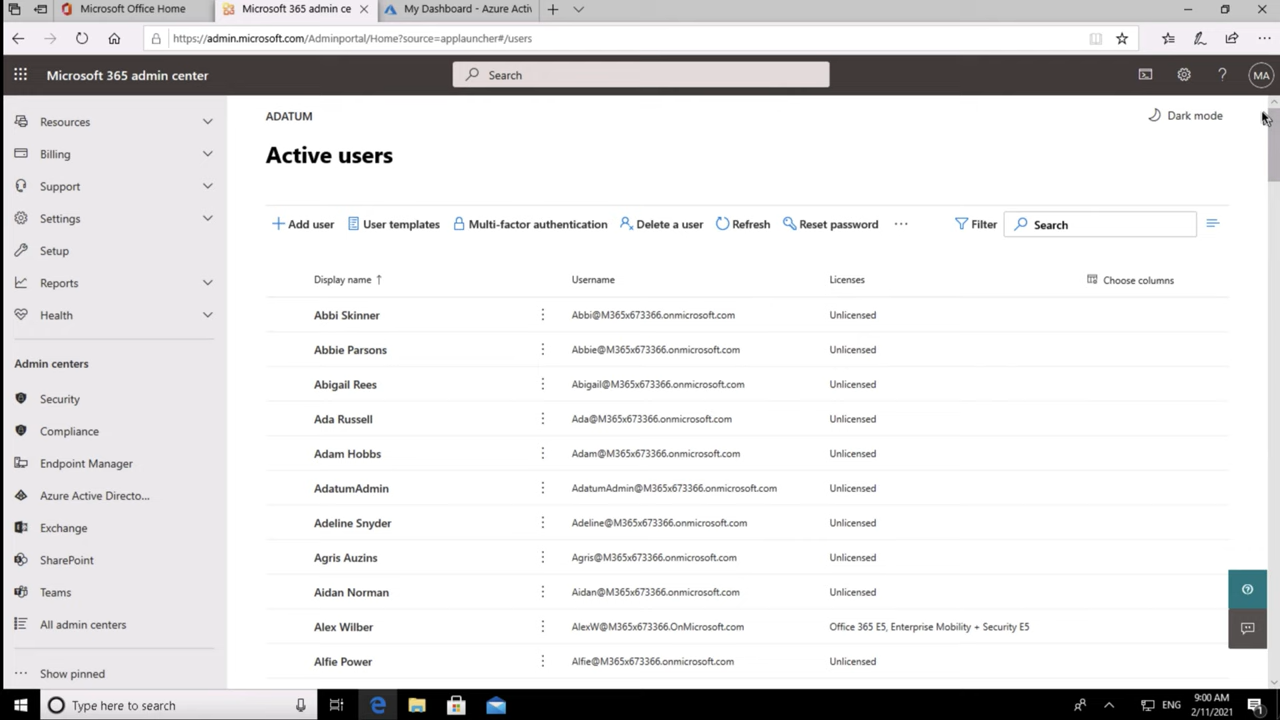 Microsoft Office Home
Microsoft 365 admin ce
My Dashboard - Azure Activ
https://admin.microsoft.com/Adminportal/Home?source=applauncher#/users
Microsoft 365 admin center
Search
MA
Resources
Billing
Support
Settings
Setup
Reports
Health
Admin centers
Security
Compliance
Endpoint Manager
Azure Active Directo...
Exchange
SharePoint
Teams
All admin centers
Show pinned
ADATUM
Dark mode
Active users
Add user User templates Multi-factor authentication Delete a user Refresh Reset password Filter Search
Display name ↑ Username Licenses Choose columns
Abbi Skinner Abbi@M365x673366.onmicrosoft.com Unlicensed
Abbie Parsons Abbie@M365x673366.onmicrosoft.com Unlicensed
Abigail Rees Abigail@M365x673366.onmicrosoft.com Unlicensed
Ada Russell Ada@M365x673366.onmicrosoft.com Unlicensed
Adam Hobbs Adam@M365x673366.onmicrosoft.com Unlicensed
AdatumAdmin AdatumAdmin@M365x673366.onmicrosoft.com Unlicensed
Adeline Snyder Adeline@M365x673366.onmicrosoft.com Unlicensed
Agris Auzins Agris@M365x673366.onmicrosoft.com Unlicensed
Aidan Norman Aidan@M365x673366.onmicrosoft.com Unlicensed
Alex Wilber AlexW@M365x673366.OnMicrosoft.com Office 365 E5, Enterprise Mobility + Security E5
Alfie Power Alfie@M365x673366.onmicrosoft.com Unlicensed
Type here to search
ENG
9:00 AM
2/11/2021
1